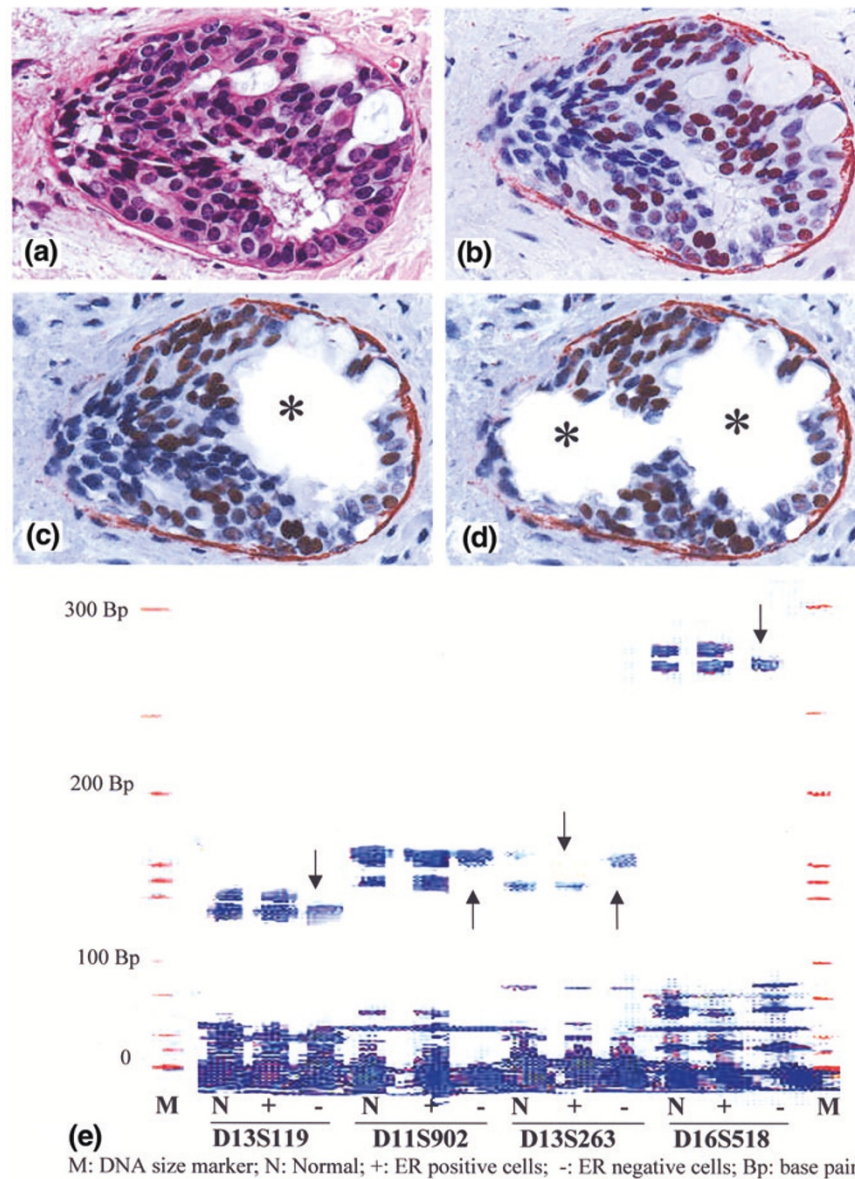 (a)
(b)
*
(c)
* *
(d)
300 Bp
200 Bp
100 Bp
0
M N + - N + - N + - N + - M
D13S119 D11S902 D13S263 D16S518
(e)
M: DNA size marker; N: Normal; +: ER positive cells; -: ER negative cells; Bp: base pair